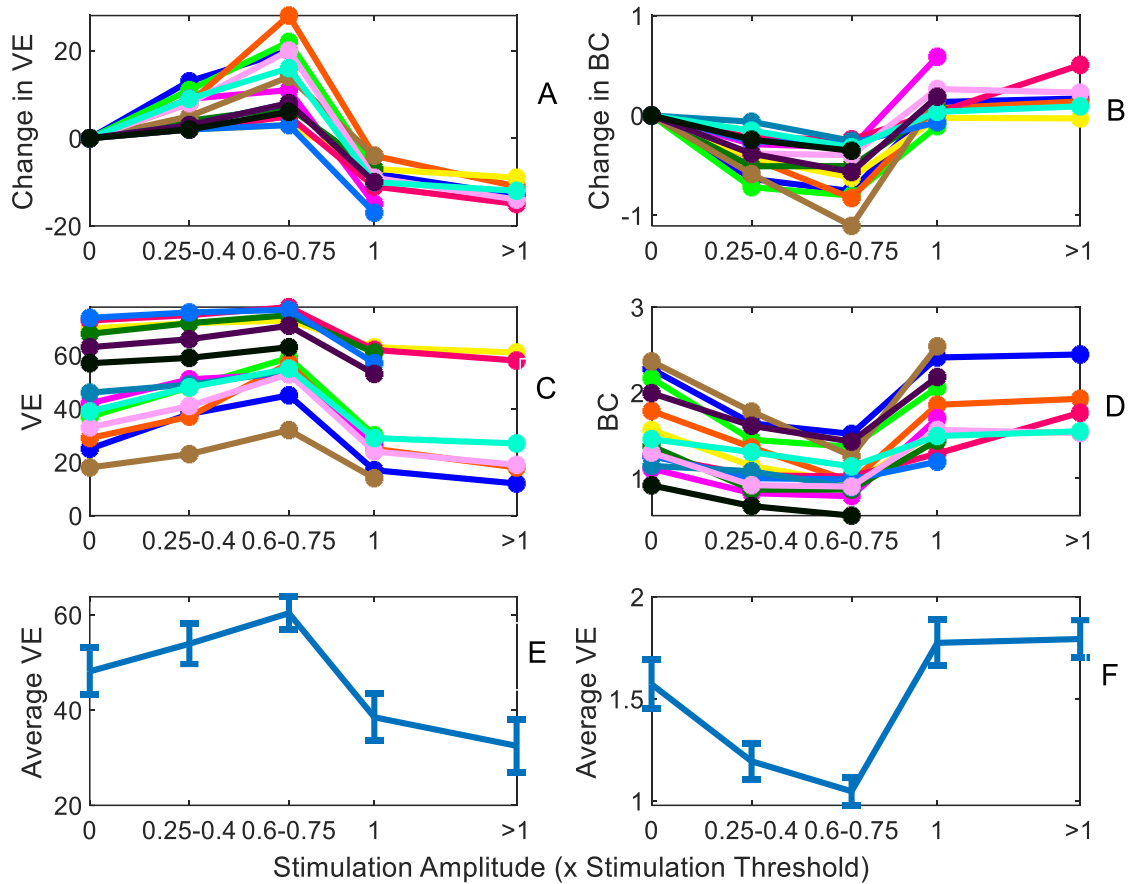 Change in VE
20
0
-20
0 0.25-0.4 0.6-0.75 1 >1
A
Change in BC
1
0
-1
0 0.25-0.4 0.6-0.75 1 >1
B
VE
60
40
20
0
0 0.25-0.4 0.6-0.75 1 >1
C
BC
3
2
1
0 0.25-0.4 0.6-0.75 1 >1
D
Average VE
60
40
20
0 0.25-0.4 0.6-0.75 1 >1
E
Average VE
2
1.5
1
0 0.25-0.4 0.6-0.75 1 >1
F
Stimulation Amplitude (x Stimulation Threshold)